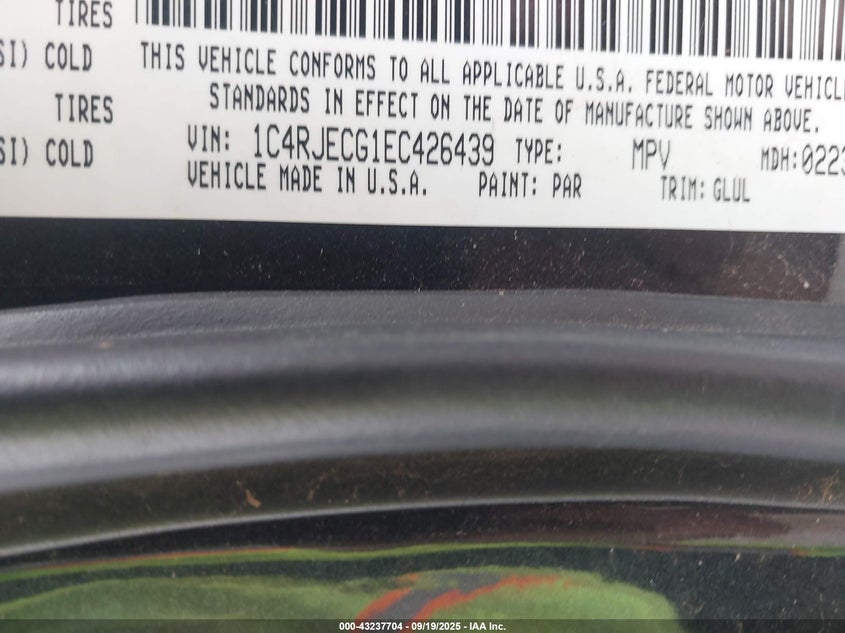 TIRES
SI) COLD
THIS VEHICLE CONFORMS TO ALL APPLICABLE U.S.A. FEDERAL MOTOR VEHICLE
TIRES
STANDARDS IN EFFECT ON THE DATE OF MANUFACTURE SHOWN ABOVE.
SI) COLD
VIN: 1C4RJECG1EC426439 TYPE: MPV MDH:0223
VEHICLE MADE IN U.S.A. PAINT: PAR TRIM: GLUL
000-43237704 - 09/19/2025 - IAA Inc.